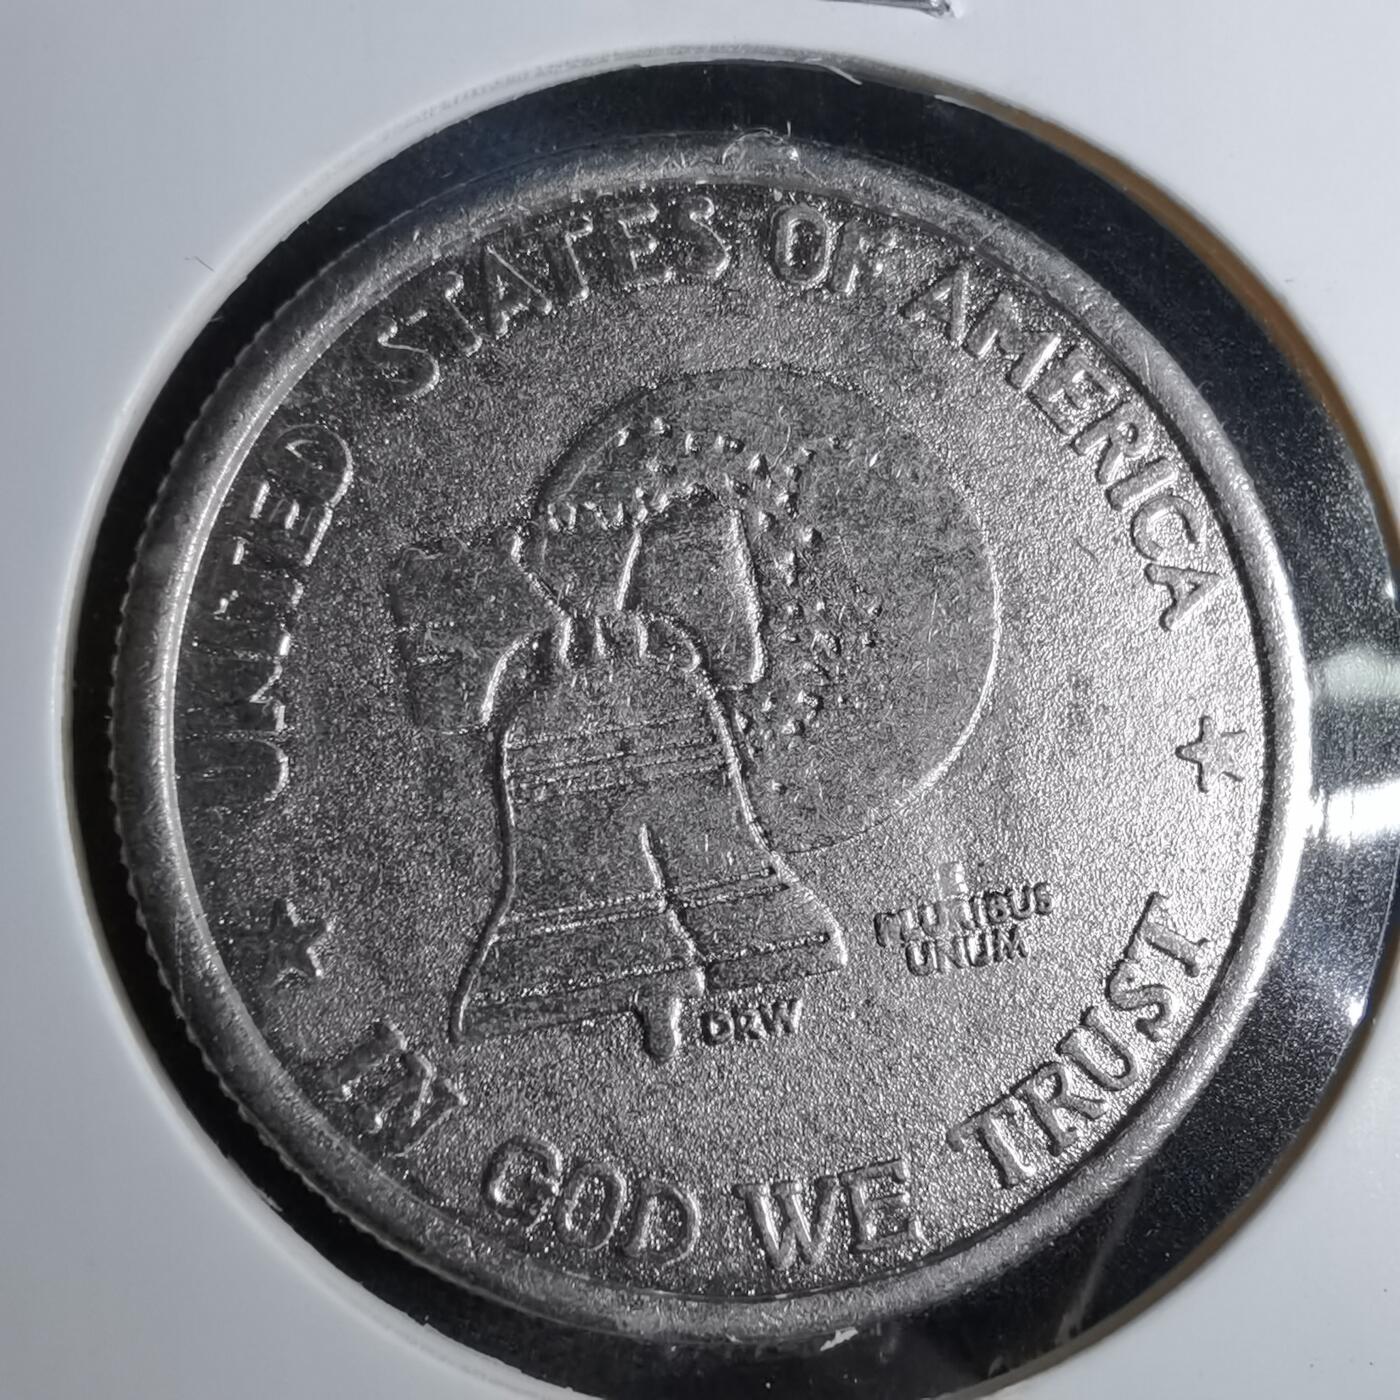 UNITED STATES OF AMERICA
PLURIBUS
UNUM
DRW
IN GOD WE TRUST